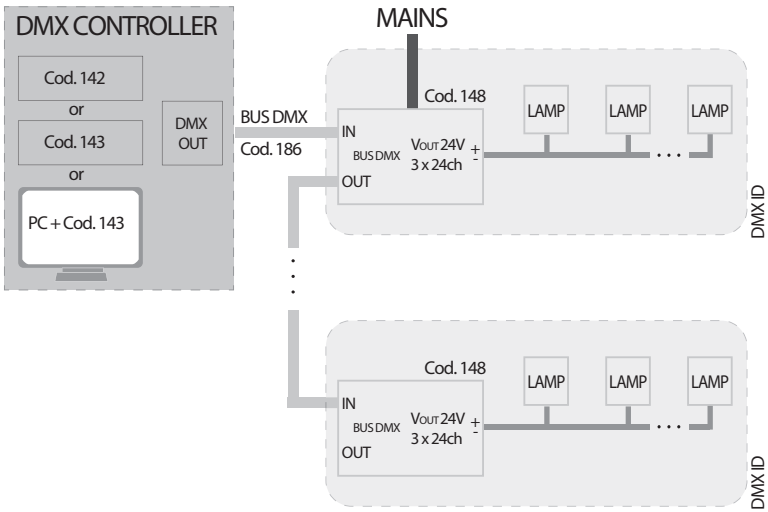 DMX CONTROLLER
Cod. 142
or
Cod. 143
or
PC + Cod. 143
DMX
OUT
BUS DMX
Cod. 186
MAINS
Cod. 148
IN
BUS DMX
OUT
VOUT 24V
3 x 24ch
+
-
LAMP
LAMP
...
LAMP
DMX ID
Cod. 148
IN
BUS DMX
OUT
VOUT 24V
3 x 24ch
+
-
LAMP
LAMP
...
LAMP
DMX ID